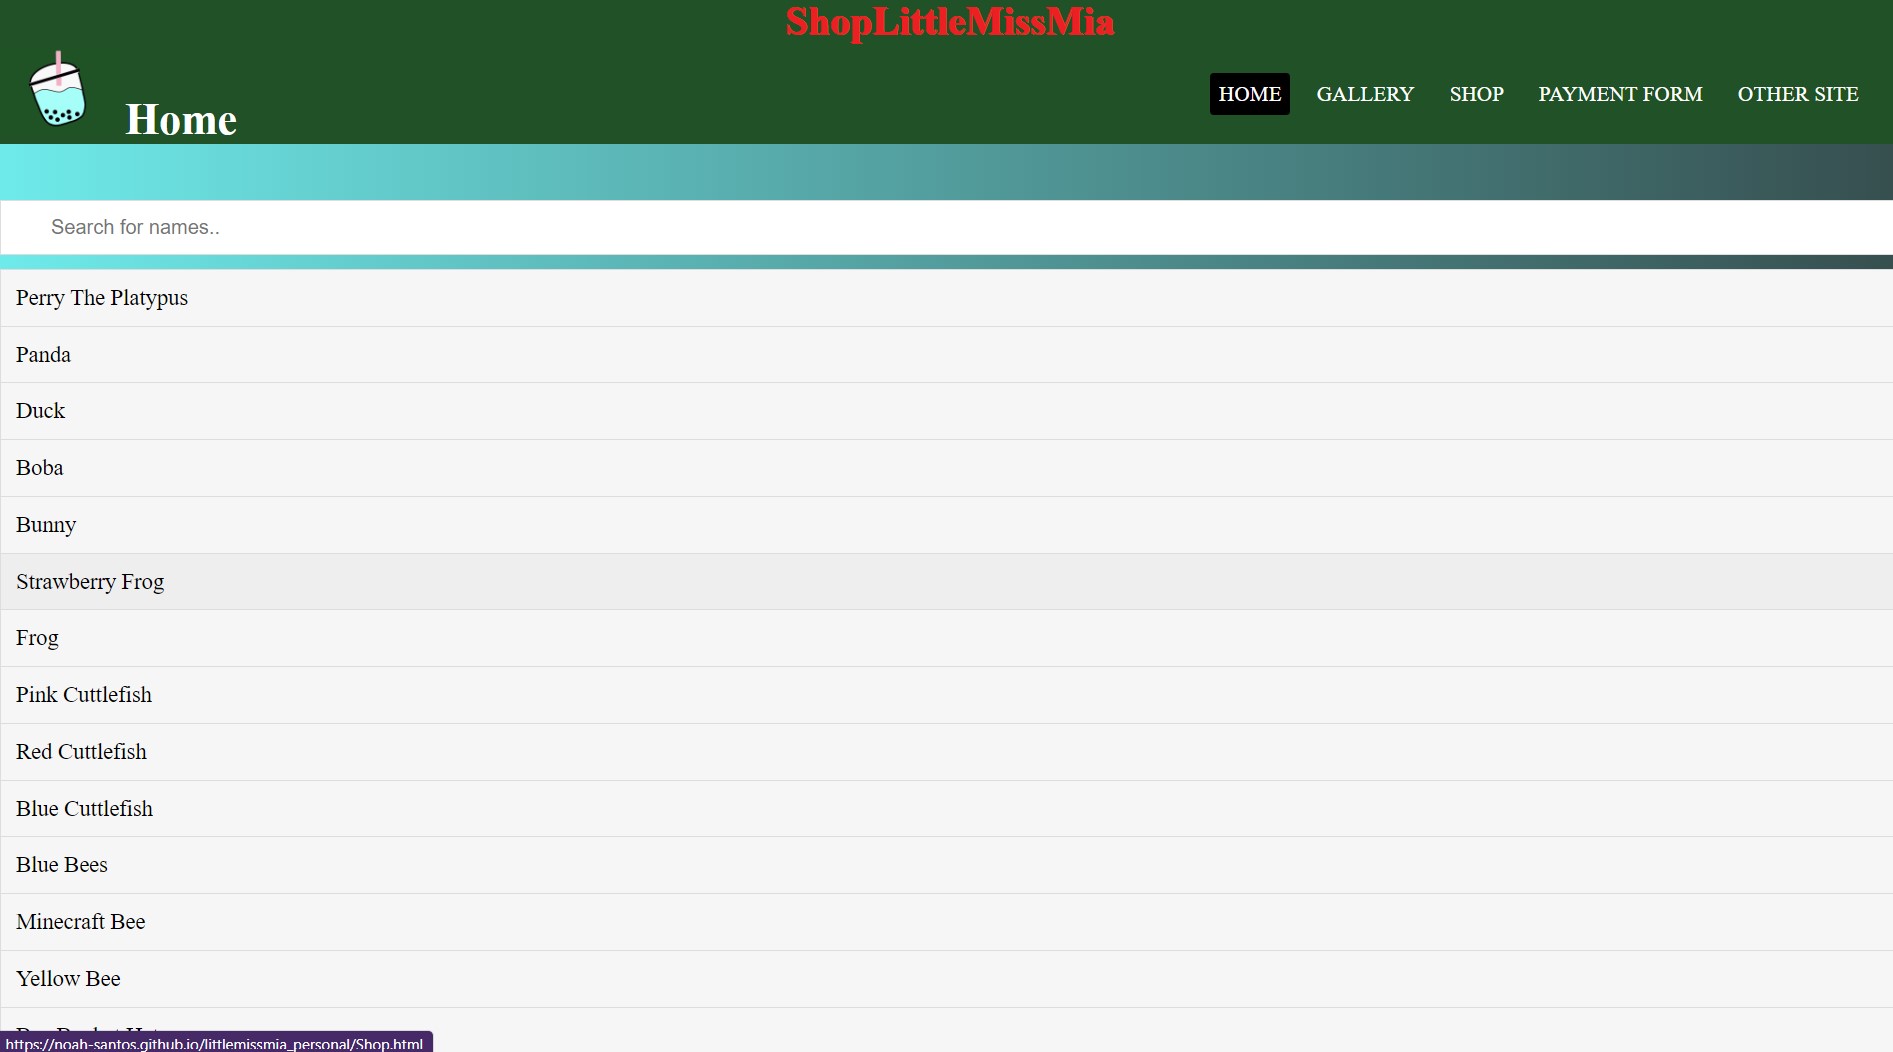 ShopLittleMissMia
Home
HOME GALLERY SHOP PAYMENT FORM OTHER SITE
Search for names..
Perry The Platypus
Panda
Duck
Boba
Bunny
Strawberry Frog
Frog
Pink Cuttlefish
Red Cuttlefish
Blue Cuttlefish
Blue Bees
Minecraft Bee
Yellow Bee
https://noah-santos.github.io/littlemissmia_personal/Shop.html